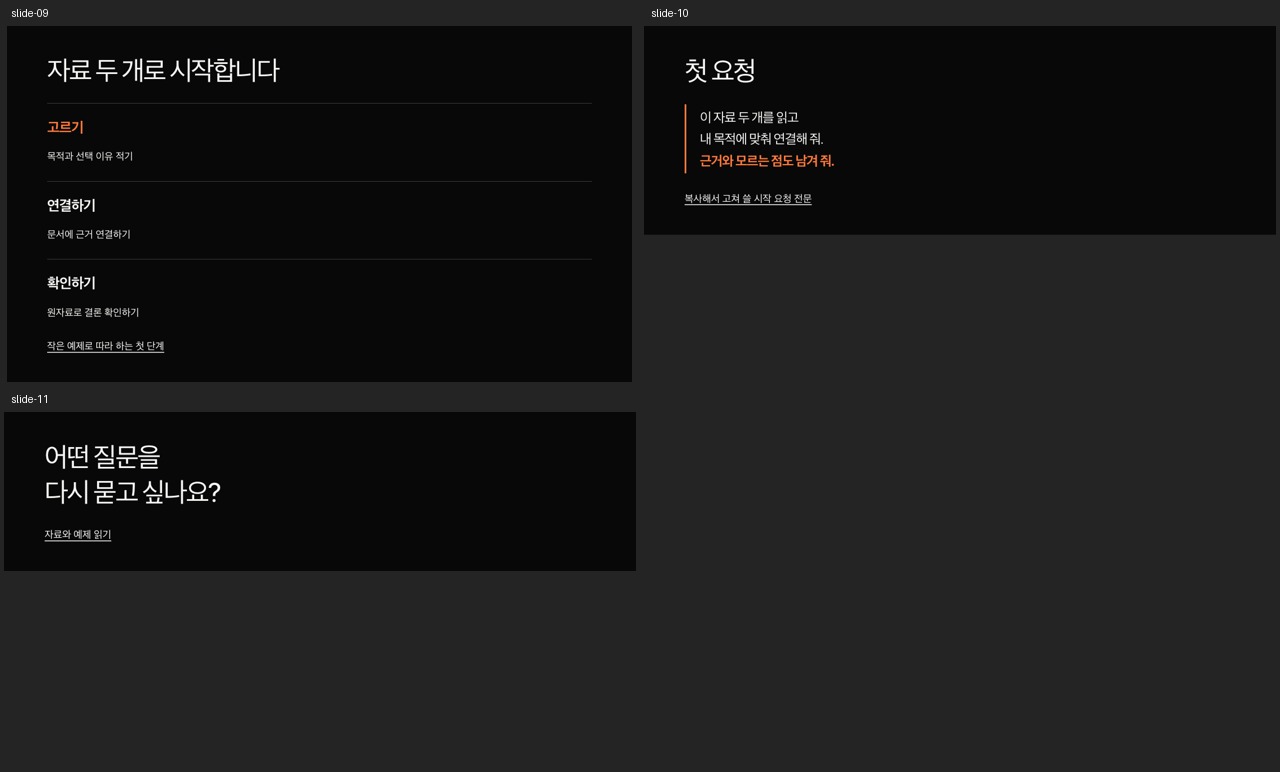 slide-09
자료 두 개로 시작합니다
고르기
목적과 선택 이유 적기
연결하기
문서에 근거 연결하기
확인하기
원자료로 결론 확인하기
작은 예제로 따라 하는 첫 단계
slide-10
첫 요청
이 자료 두 개를 읽고
내 목적에 맞춰 연결해 줘.
근거와 모르는 점도 남겨 줘.
복사해서 고쳐 쓸 시작 요청 전문
slide-11
어떤 질문을
다시 묻고 싶나요?
자료와 예제 읽기